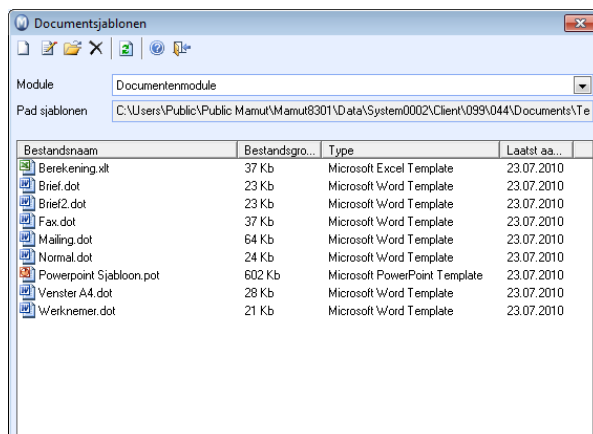 Documentsjablonen
Module Documentenmodule
Pad sjablonen C:\Users\Public\Public Mamut\Mamut8301\Data\System0002\Client\099\044\Documents\Te
Bestandsnaam Bestandsgro... Type Laatst aa...
Berekening.xlt 37 Kb Microsoft Excel Template 23.07.2010
Brief.dot 23 Kb Microsoft Word Template 23.07.2010
Brief2.dot 23 Kb Microsoft Word Template 23.07.2010
Fax.dot 37 Kb Microsoft Word Template 23.07.2010
Mailing.dot 64 Kb Microsoft Word Template 23.07.2010
Normal.dot 24 Kb Microsoft Word Template 23.07.2010
Powerpoint Sjabloon.pot 602 Kb Microsoft PowerPoint Template 23.07.2010
Venster A4.dot 28 Kb Microsoft Word Template 23.07.2010
Werknemer.dot 21 Kb Microsoft Word Template 23.07.2010